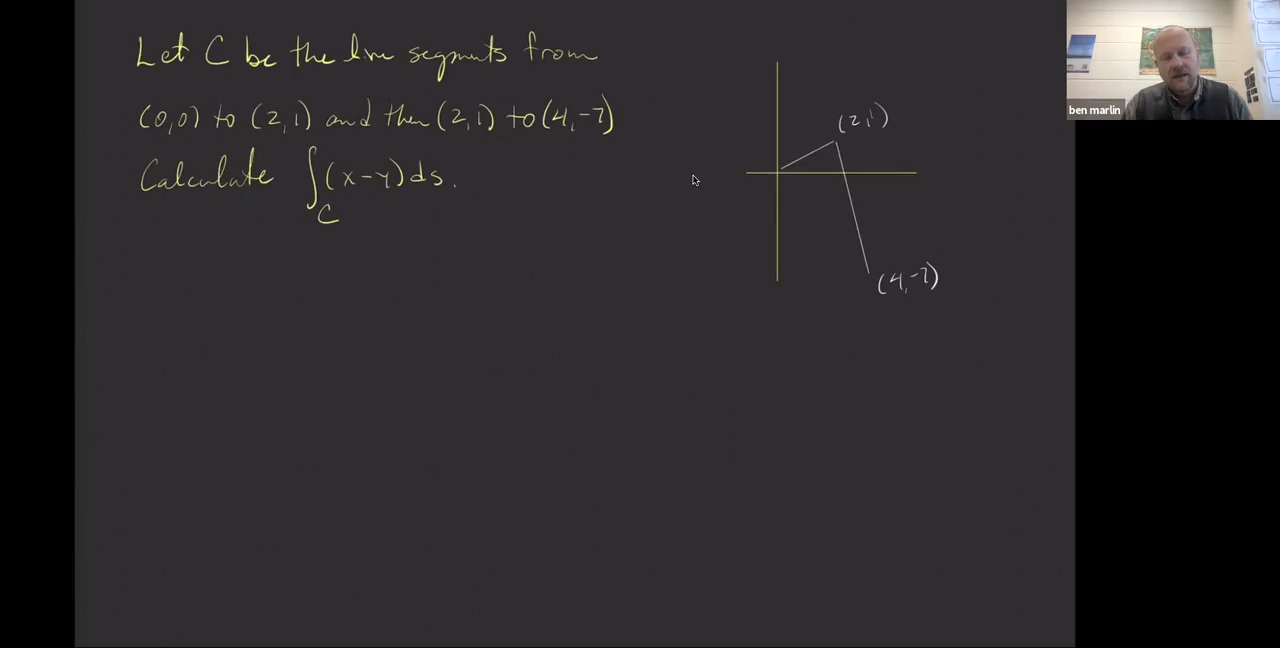 Let C be the line segments from
(0,0) to (2,1) and then (2,1) to (4,-7)
Calculate ∫_C (x-y) ds.
(2,1)
(4,-7)
ben marlin